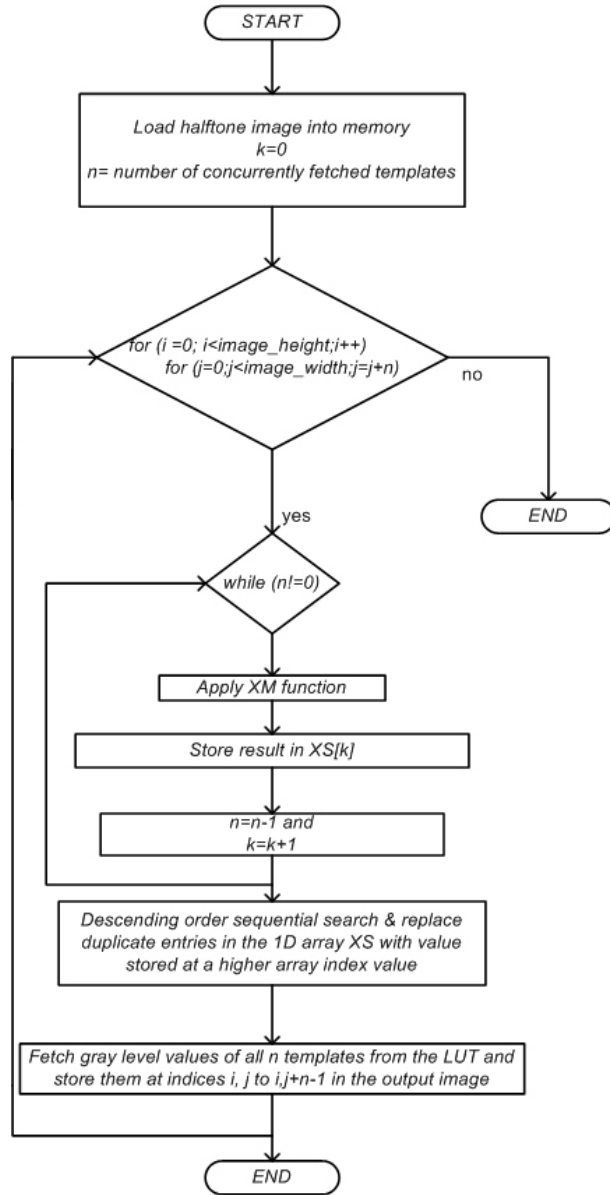 START
Load halftone image into memory
k=0
n= number of concurrently fetched templates
for (i =0; i<image_height;i++)
for (j=0;j<image_width;j=j+n)
no
END
yes
while (n!=0)
Apply XM function
Store result in XS[k]
n=n-1 and
k=k+1
Descending order sequential search & replace
duplicate entries in the 1D array XS with value
stored at a higher array index value
Fetch gray level values of all n templates from the LUT and
store them at indices i, j to i,j+n-1 in the output image
END